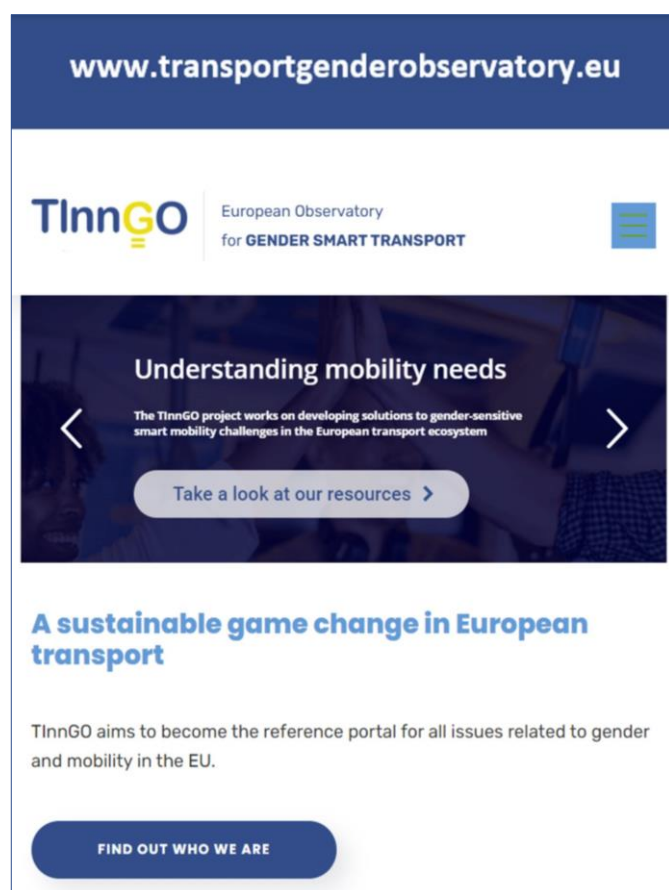 www.transportgenderobservatory.eu
TInnGO
European Observatory
for GENDER SMART TRANSPORT
Understanding mobility needs
The TInnGO project works on developing solutions to gender-sensitive
smart mobility challenges in the European transport ecosystem
Take a look at our resources
A sustainable game change in European
transport
TInnGO aims to become the reference portal for all issues related to gender
and mobility in the EU.
FIND OUT WHO WE ARE